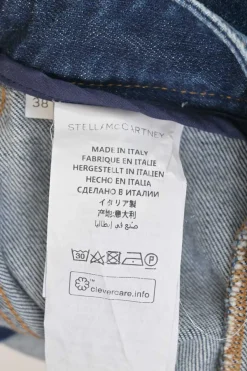 38
STELLA McCARTNEY
MADE IN ITALY
FABRIQUE EN ITALIE
HERGESTELLT IN ITALIEN
HECHO EN ITALIA
СДЕЛАНО В ИТАЛИИ
イタリア製
产地:意大利
صنع في إيطاليا
30
clevercare.info